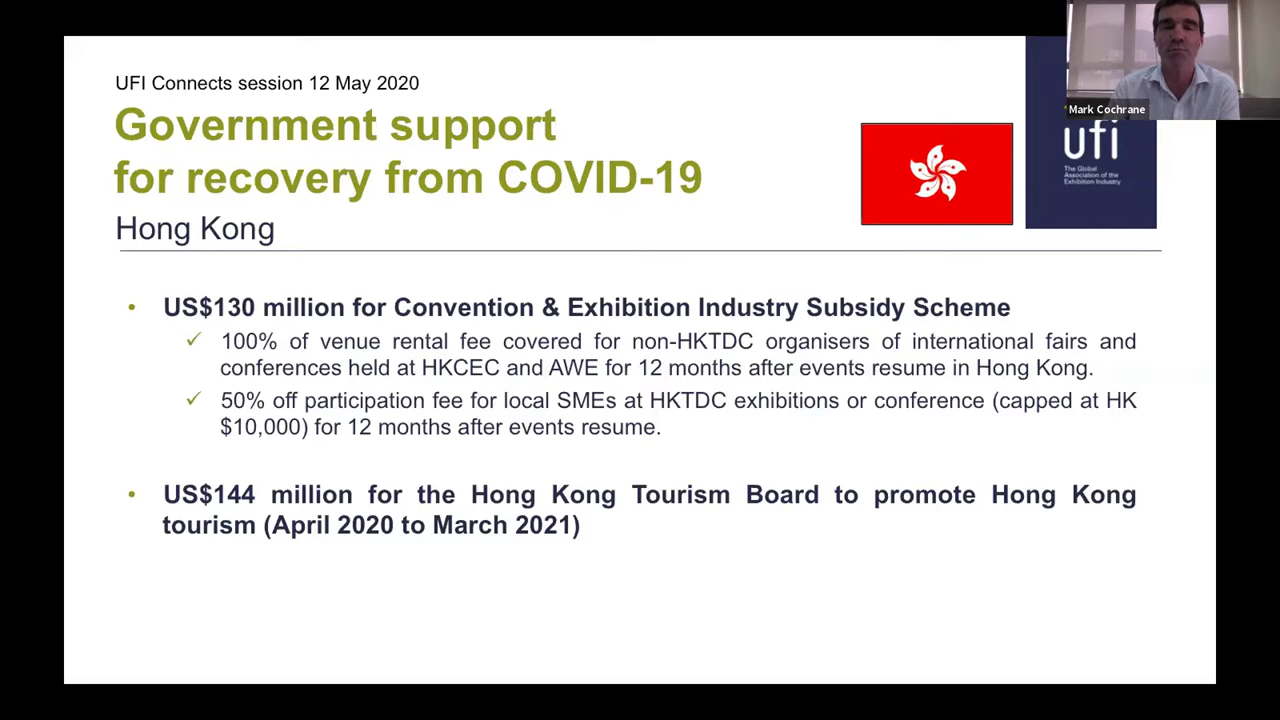 UFI Connects session 12 May 2020
Government support
for recovery from COVID-19
Hong Kong
Mark Cochrane
ufi
The Global
Association of the
Exhibition Industry
• US$130 million for Convention & Exhibition Industry Subsidy Scheme
✓ 100% of venue rental fee covered for non-HKTDC organisers of international fairs and
conferences held at HKCEC and AWE for 12 months after events resume in Hong Kong.
✓ 50% off participation fee for local SMEs at HKTDC exhibitions or conference (capped at HK
$10,000) for 12 months after events resume.
• US$144 million for the Hong Kong Tourism Board to promote Hong Kong
tourism (April 2020 to March 2021)